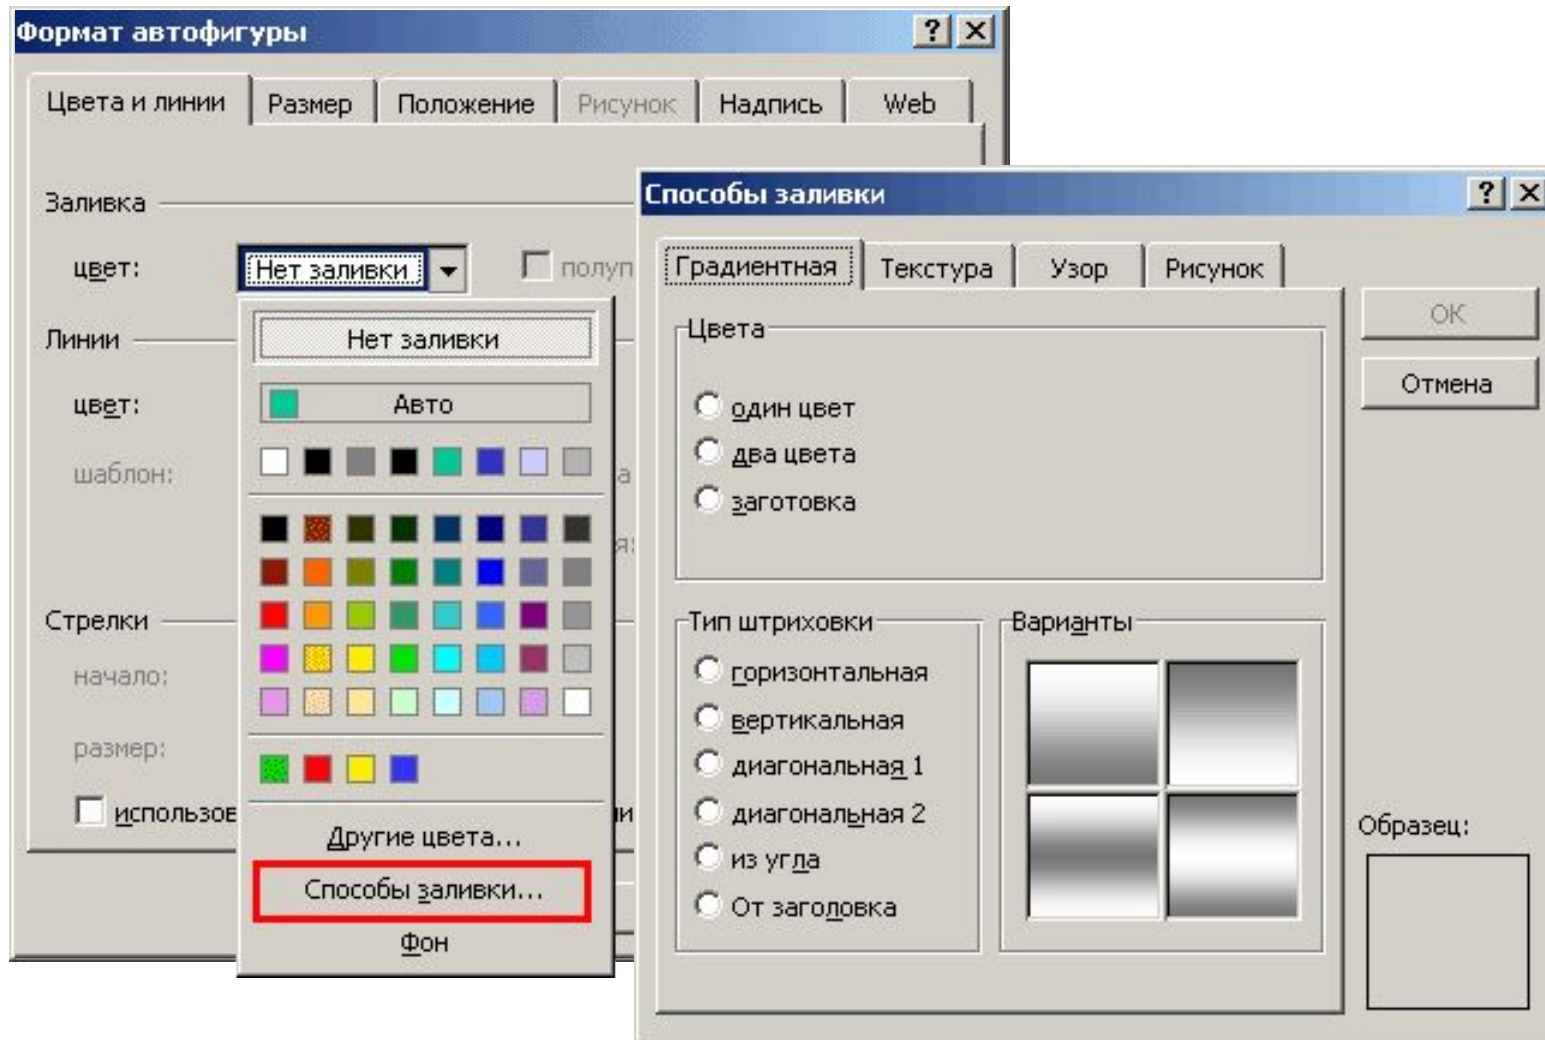 Формат автофигуры
Цвета и линии Размер Положение Рисунок Надпись Web
Заливка
цвет: Нет заливки
Нет заливки
Авто
Линии
цвет:
шаблон:
Стрелки
начало:
размер:
Другие цвета...
Способы заливки...
Фон
Способы заливки
Градиентная Текстура Узор Рисунок
ОК
Отмена
Цвета
один цвет
два цвета
заготовка
Тип штриховки
горизонтальная
вертикальная
диагональная 1
диагональная 2
из угла
От заголовка
Варианты
Образец: